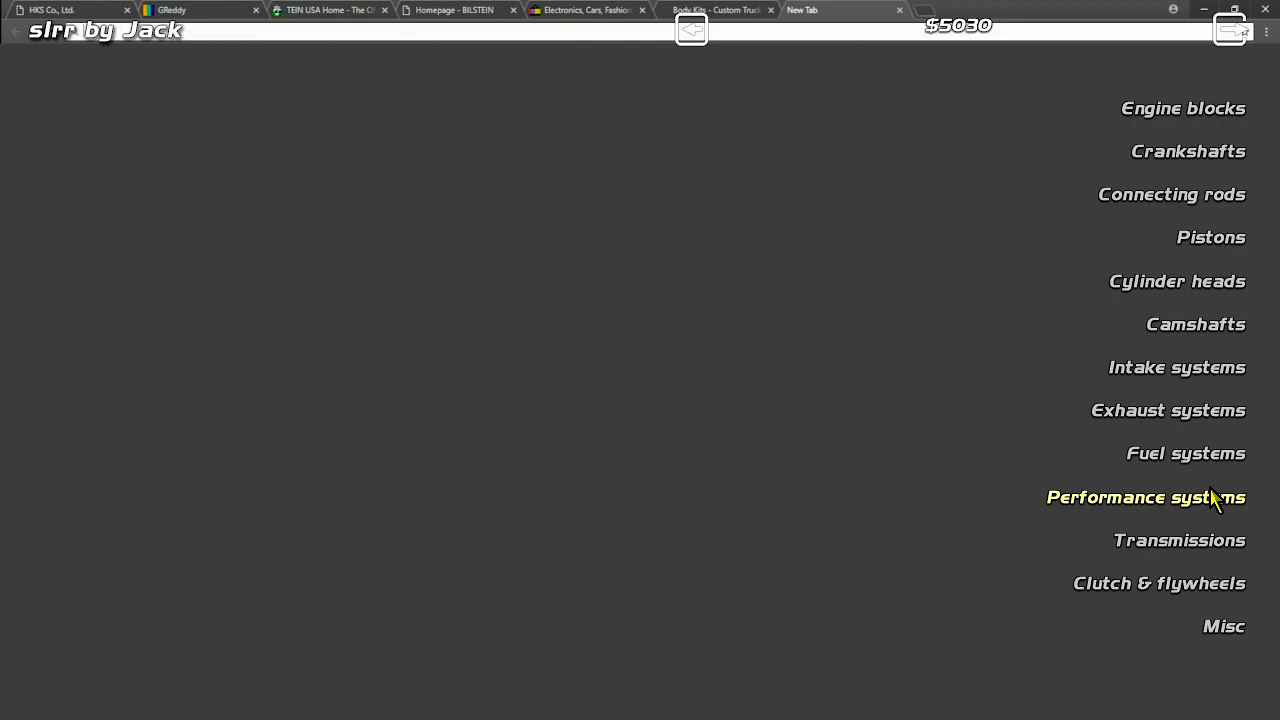 HKS Co., Ltd.
GReddy
TEIN USA Home - The O
Homepage - BILSTEIN
Electronics, Cars, Fashion,
Body Kits - Custom Truck
New Tab
slrr by Jack
$5030
Engine blocks
Crankshafts
Connecting rods
Pistons
Cylinder heads
Camshafts
Intake systems
Exhaust systems
Fuel systems
Performance systems
Transmissions
Clutch & flywheels
Misc